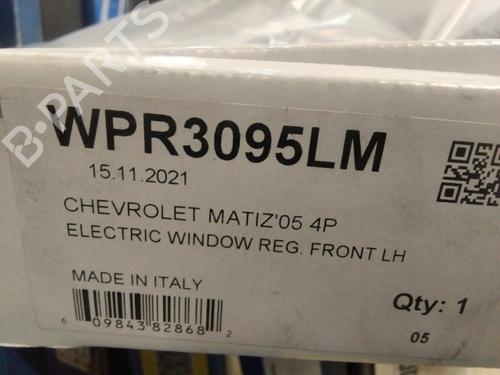 B-PARTS
WPR3095LM
15.11.2021
CHEVROLET MATIZ'05 4P
ELECTRIC WINDOW REG. FRONT LH
MADE IN ITALY
Qty: 1
6 09843 82868 2
05